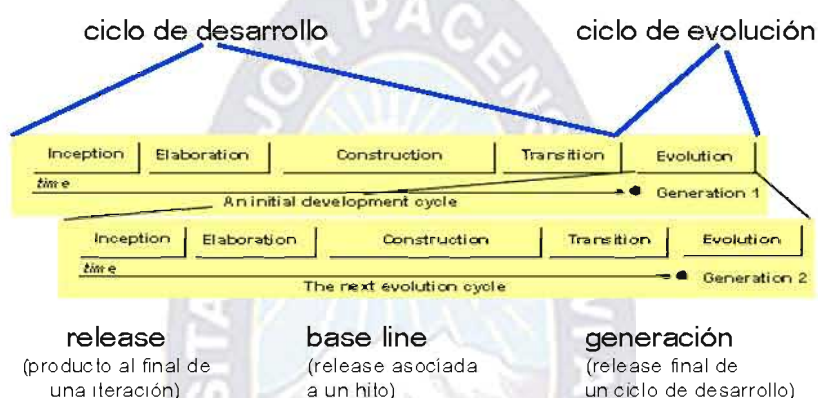 ciclo de desarrollo ciclo de evolución
JOR PACENS
Inception Elaboration Construction Transition Evolution
time
An initial development cycle Generation 1
Inception Elaboration Construction Transition Evolution
time
The next evolution cycle Generation 2
release base line generación
(producto al final de (release asociada (release final de
una iteración) a un hito) un ciclo de desarrollo)